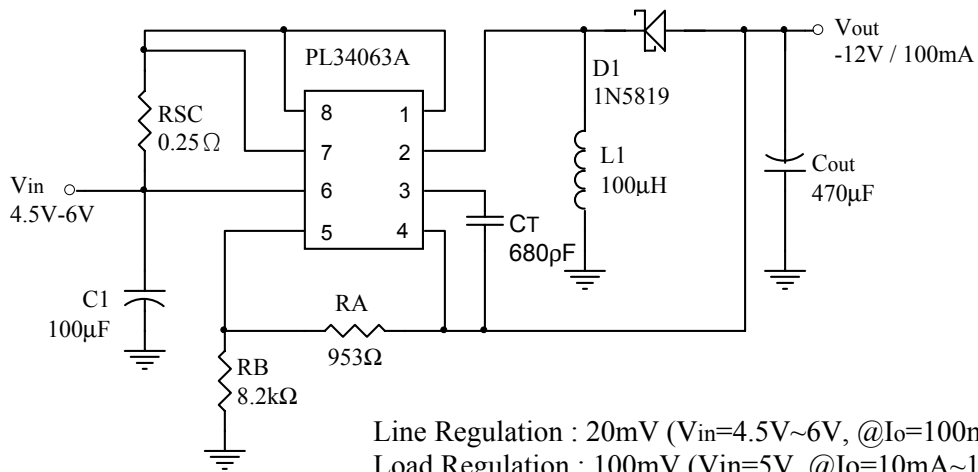 PL34063A
Vout
-12V / 100mA
D1
1N5819
8
1
RSC
0.25Ω
7
2
L1
100μH
Vin
4.5V-6V
6
3
Cout
470μF
5
4
CT
680pF
C1
100μF
RA
953Ω
RB
8.2kΩ
Line Regulation : 20mV (Vin=4.5V~6V, @Io=100m
Load Regulation : 100mV (Vin=5V, @Io=10mA~1